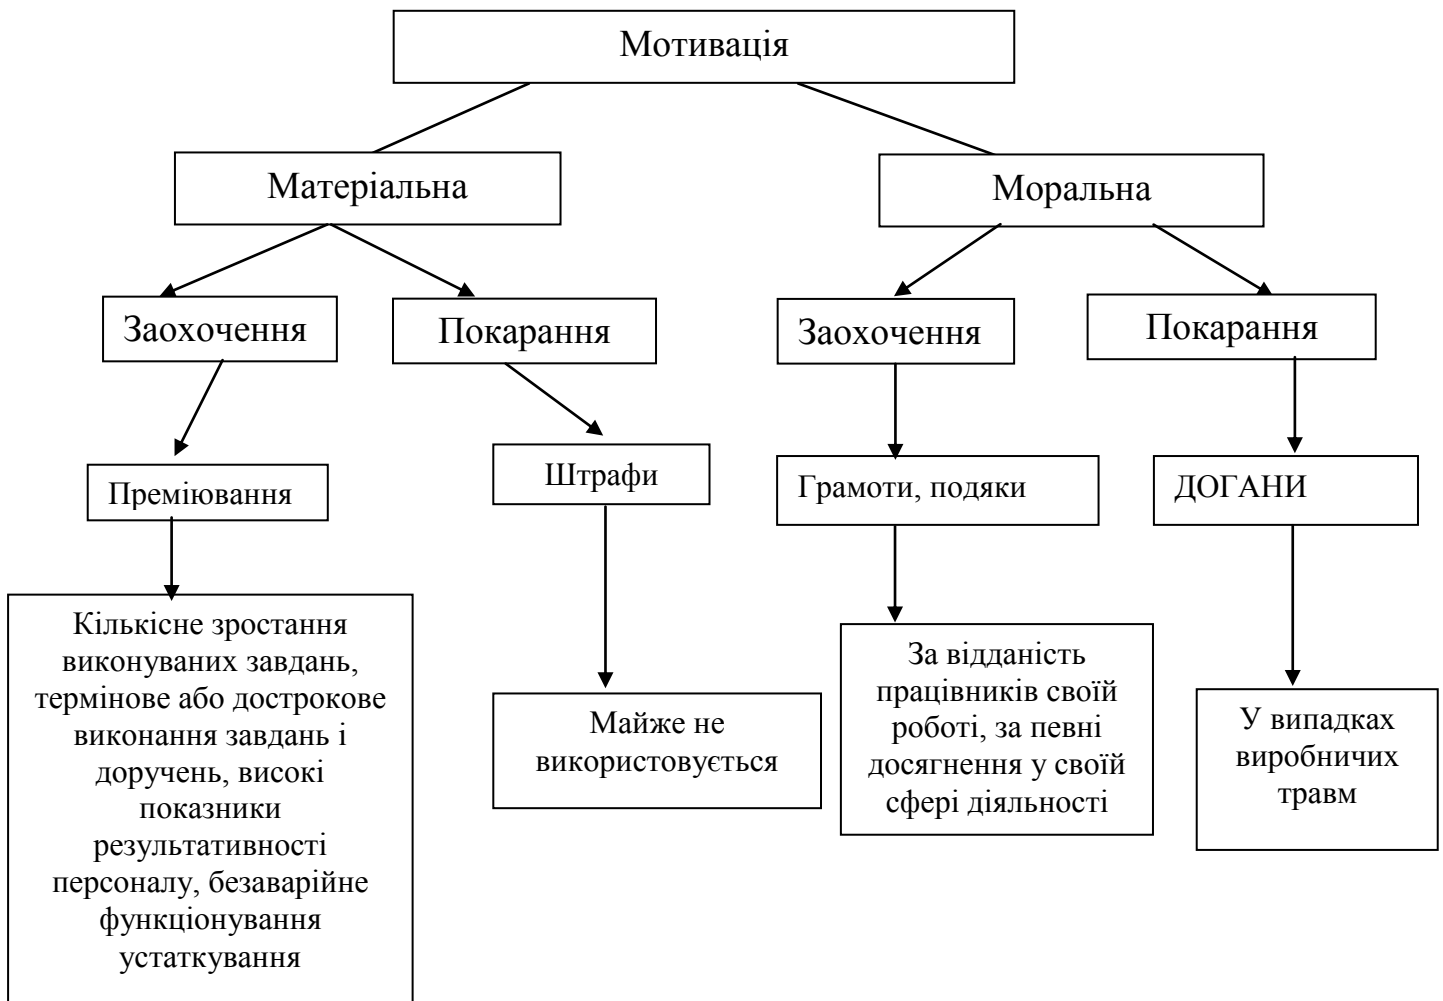 Мотивація
Матеріальна
Моральна
Заохочення
Покарання
Заохочення
Покарання
Преміювання
Штрафи
Грамоти, подяки
ДОГАНИ
Кількісне зростання
виконуваних завдань,
термінове або дострокове
виконання завдань і
доручень, високі
показники
результативності
персоналу, безаварійне
функціонування
устаткування
Майже не
використовується
За відданість
працівників своїй
роботі, за певні
досягнення у своїй
сфері діяльності
У випадках
виробничих
травм